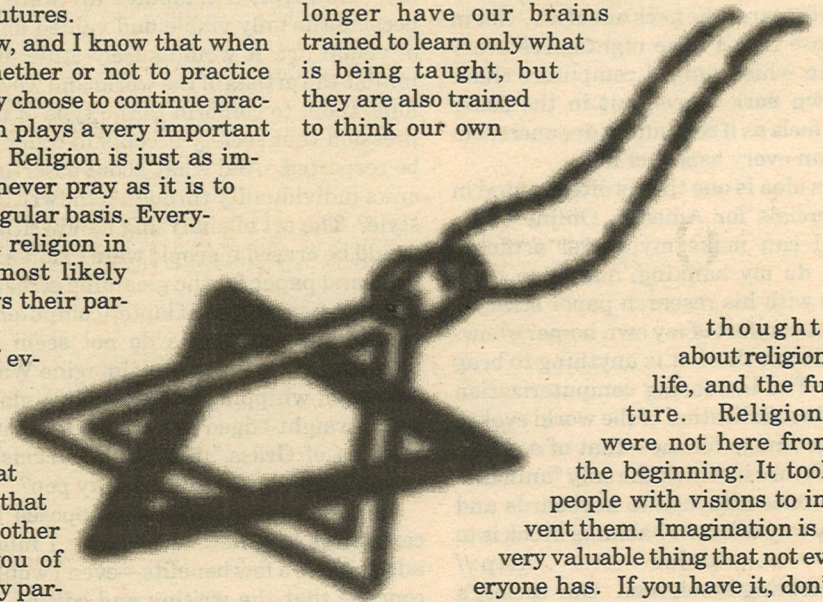 utures.
w, and I know that when
hether or not to practice
y choose to continue prac-
n plays a very important
Religion is just as im-
never pray as it is to
gular basis. Every-
religion in
most likely
s their par-
ev-
at
that
other
ou of
y par-
longer have our brains
trained to learn only what
is being taught, but
they are also trained
to think our own
thought
about religion
life, and the fu
ture. Religion
were not here from
the beginning. It took
people with visions to in
vent them. Imagination is
very valuable thing that not ev
eryone has. If you have it, don'